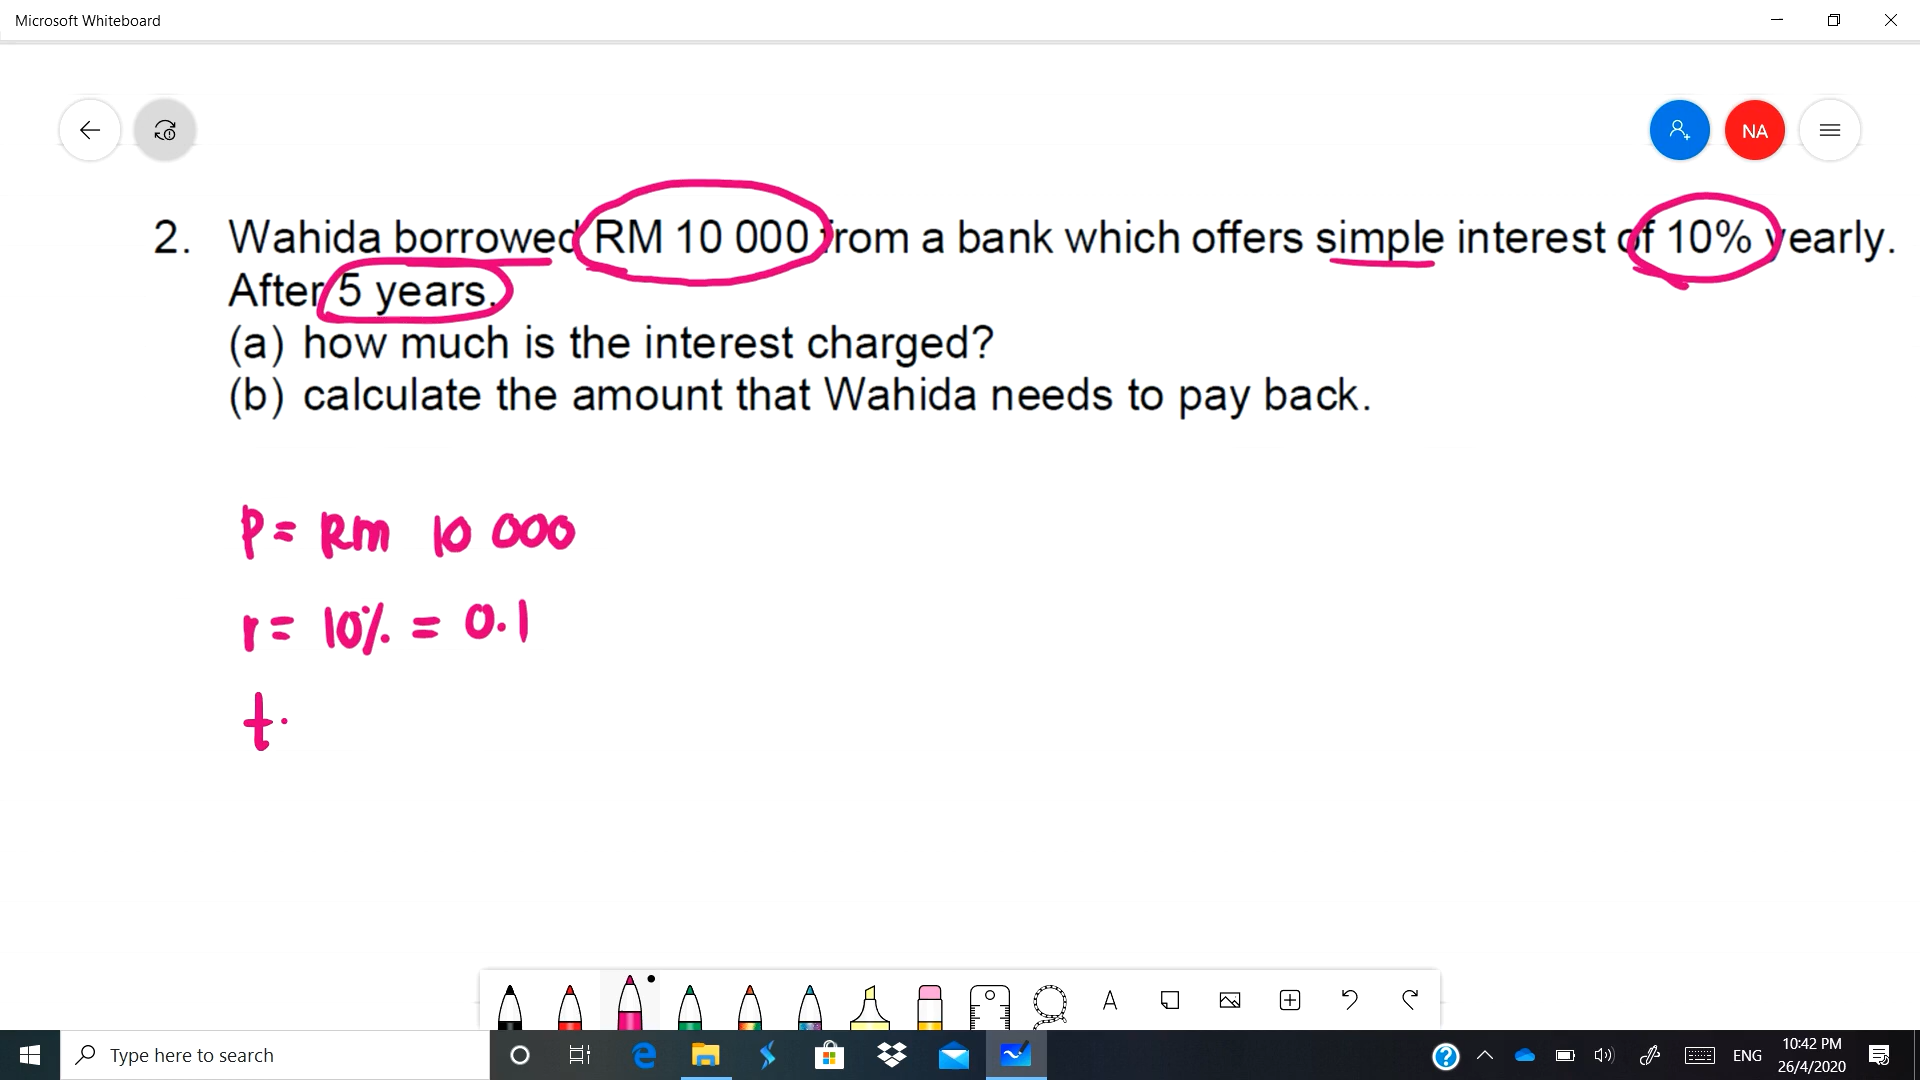 Microsoft Whiteboard
NA
2. Wahida borrowed RM 10 000 from a bank which offers simple interest of 10% yearly.
After 5 years,
(a) how much is the interest charged?
(b) calculate the amount that Wahida needs to pay back.
P = Rm 10 000
r = 10% = 0.1
t
A
Type here to search
ENG
10:42 PM
26/4/2020